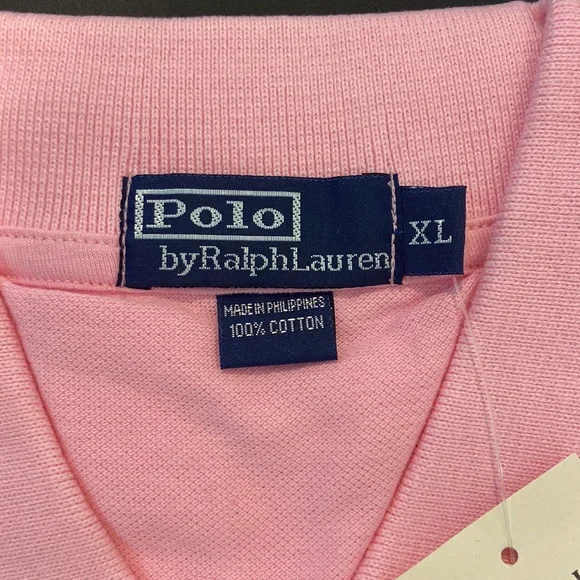 Polo
byRalphLauren
XL
MADE IN PHILIPPINES
100% COTTON